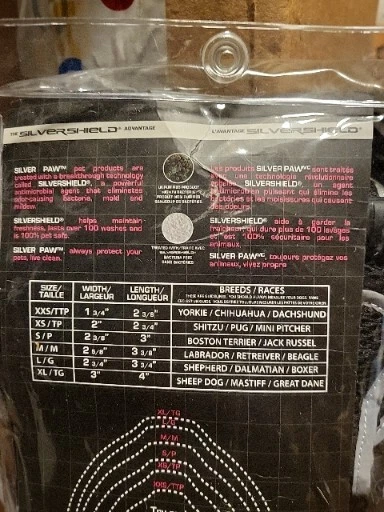 THE SILVERSHIELD® ADVANTAGE
L'AVANTAGE SILVERSHIELD®
SILVER PAW™ pet products are
treated with a breakthrough technology
called SILVERSHIELD®, a powerful
antimicrobial agent that eliminates
odor-causing bacteria, mold and
mildew.
SILVERSHIELD® helps maintain
freshness, lasts over 100 washes and
is 100% pet safe.
SILVER PAW™ always protect your
pets, live clean.
produits SILVER PAW sont traités
une technologie révolutionnaire
SILVERSHIELD®, un agent
antimicrobien puissant qui élimine les
bactéries et les moisissures qui causent
SILVERSHIELD® aide à garder la
fraîcheur, qui dure plus de 100 lavages
et est 100% sécuritaire pour les
animaux.
SILVER PAW, toujours protégez vos
animaux, vivez propre
SIZE/ TAILLE WIDTH/ LARGEUR LENGTH/ LONGUEUR BREEDS / RACES
XXS/TTP 1 3/4" 2 3/8" YORKIE / CHIHUAHUA / DACHSHUND
XS / TP 2" 2 3/4" SHITZU / PUG / MINI PITCHER
S / P 2 3/8" 3" BOSTON TERRIER / JACK RUSSEL
M / M 2 5/8" 3 3/8" LABRADOR / RETREIVER / BEAGLE
L / G 2 3/4" 3 3/4" SHEPHERD / DALMATIAN / BOXER
XL / TG 3" 4" SHEEP DOG / MASTIFF / GREAT DANE
XL/TG
L/G
M/M
S/P
XS/TP
XXS/TTP